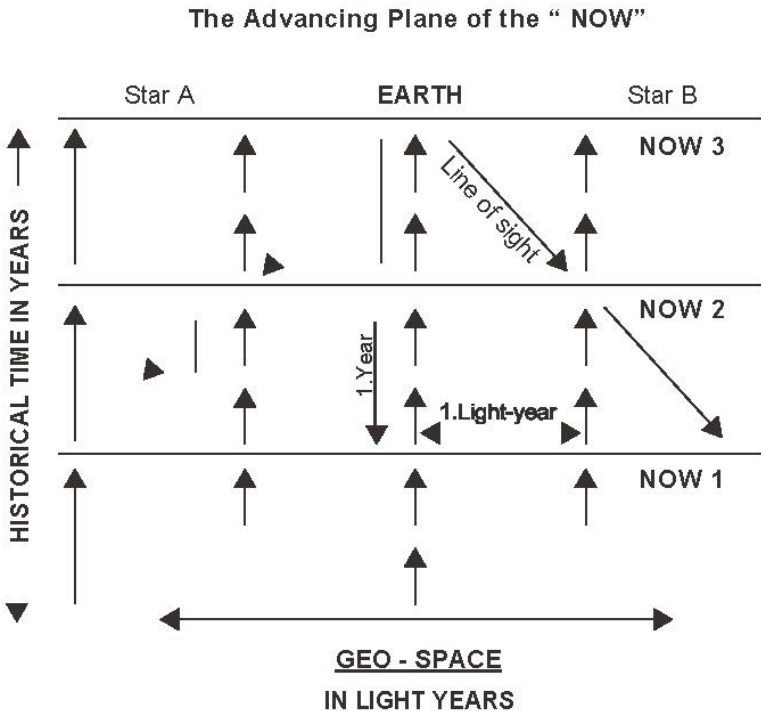 The Advancing Plane of the “ NOW”
Star A
EARTH
Star B
NOW 3
Line of sight
HISTORICAL TIME IN YEARS
NOW 2
1.Year
1.Light-year
NOW 1
GEO - SPACE
IN LIGHT YEARS